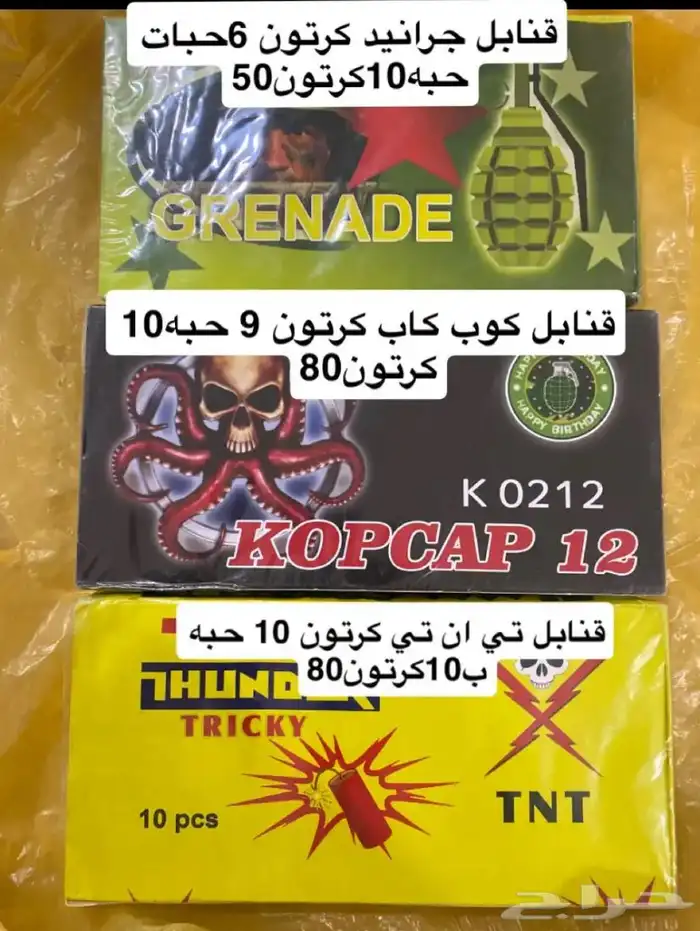 قنابل جرانيد كرتون 6حبات
حبه10كرتون50
GRENADE
قنابل كوب كاب كرتون 9 حبه10
كرتون80
HAPPY BIRTHDAY
K 0212
KOPCAP 12
قنابل تي ان تي كرتون 10 حبه
ب10كرتون80
TRICKY
10 pcs
TNT
حراج